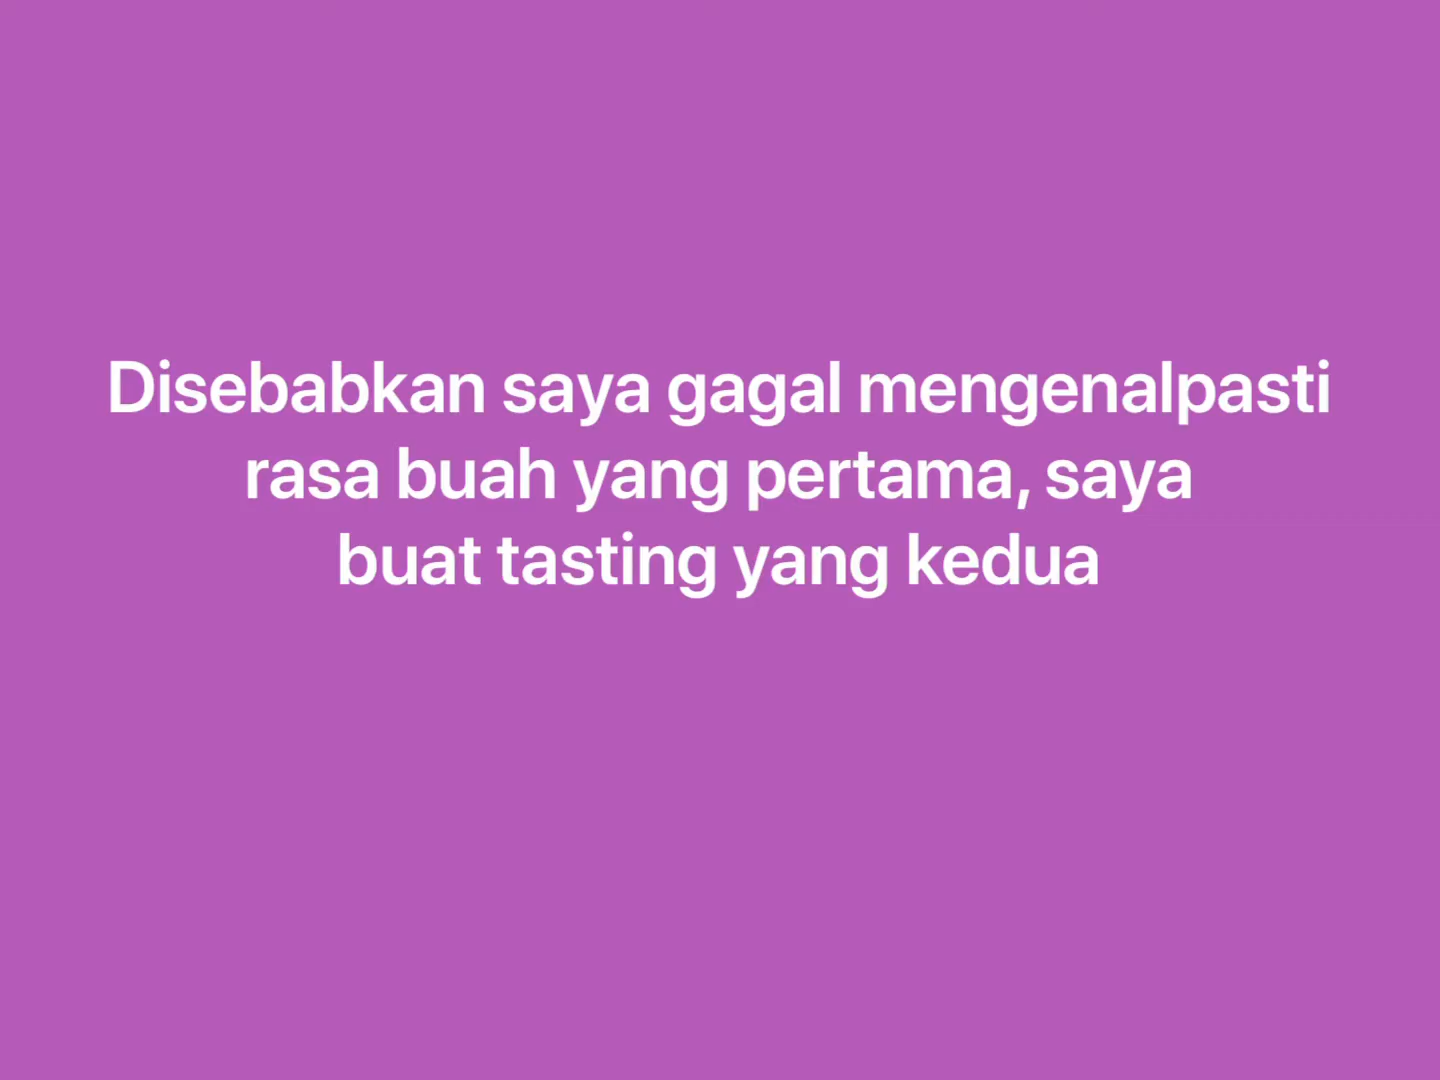 Disebabkan saya gagal mengenalpasti
rasa buah yang pertama, saya
buat tasting yang kedua